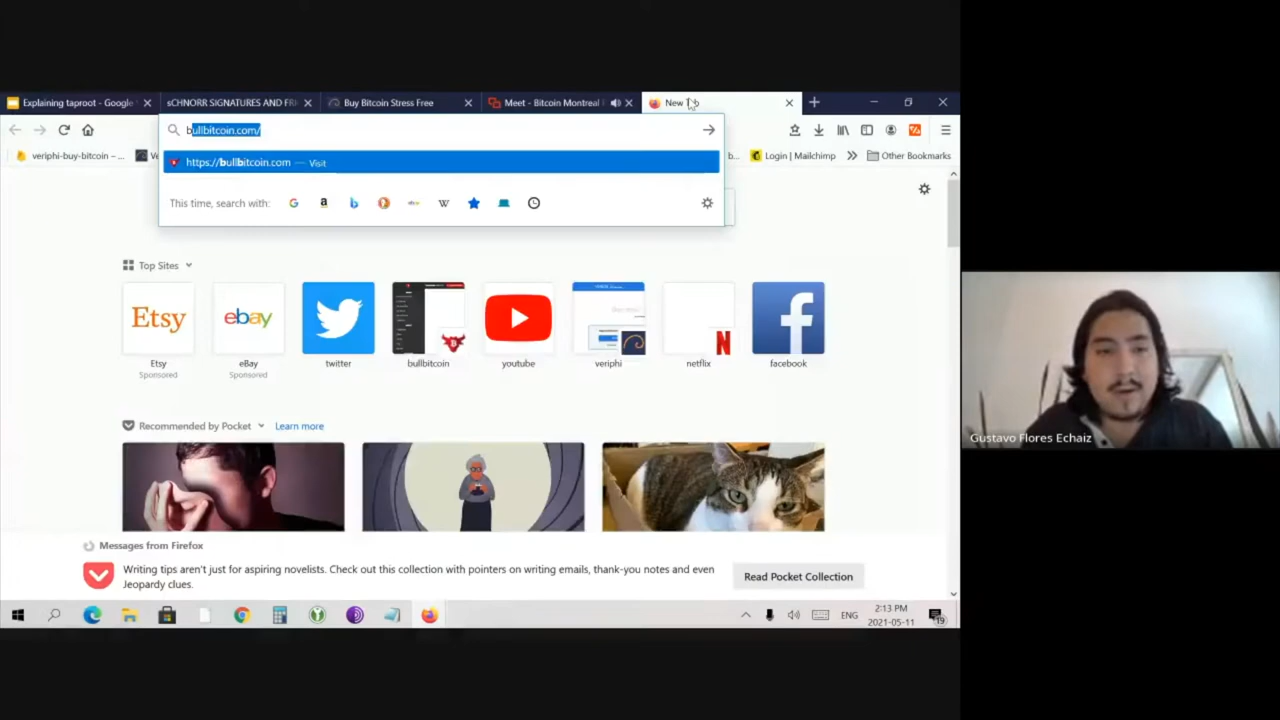 Explaining taproot - Google
sCHNORR SIGNATURES AND FRI
Buy Bitcoin Stress Free
Meet - Bitcoin Montreal
New
bullbitcoin.com/
veriphi-buy-bitcoin – ...
Ve
b...
Login | Mailchimp
Other Bookmarks
https://bullbitcoin.com — Visit
This time, search with:
Top Sites
Etsy
ebay
Etsy
Sponsored
eBay
Sponsored
twitter
bullbitcoin
youtube
veriphi
N
netflix
facebook
Recommended by Pocket
Learn more
Gustavo Flores Echaiz
Messages from Firefox
Writing tips aren't just for aspiring novelists. Check out this collection with pointers on writing emails, thank-you notes and even
Jeopardy clues.
Read Pocket Collection
ENG
2:13 PM
2021-05-11
19